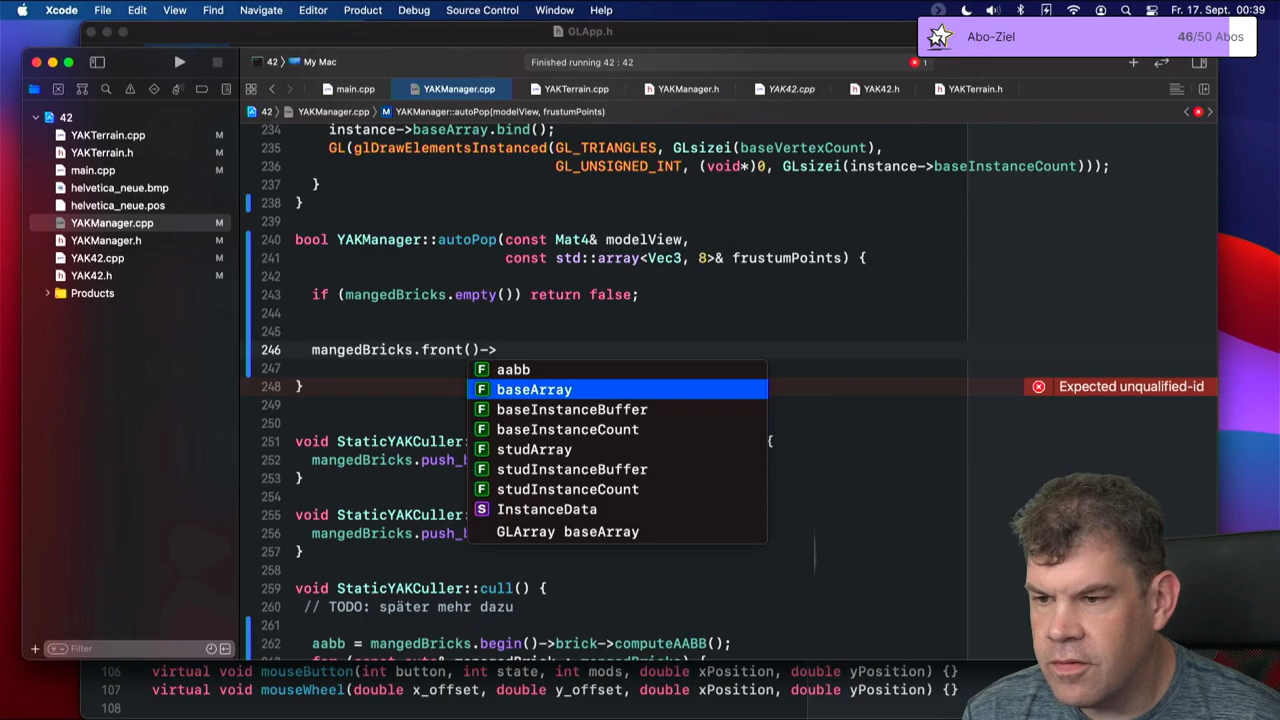 Xcode File Edit View Find Navigate Editor Product Debug Source Control Window Help Fr. 17. Sept. 00:39
GLApp.h
Abo-Ziel 46/50 Abos
42 〉 My Mac Finished running 42 : 42 1
main.cpp YAKManager.cpp YAKTerrain.cpp YAKManager.h YAK42.cpp YAK42.h YAKTerrain.h
42 〉 YAKManager.cpp 〉 M YAKManager::autoPop(modelView, frustumPoints)
42
YAKTerrain.cpp M
YAKTerrain.h M
main.cpp M
helvetica_neue.bmp
helvetica_neue.pos
YAKManager.cpp M
YAKManager.h M
YAK42.cpp M
YAK42.h M
Products
Filter
234 instance->baseArray.bind();
235 GL(glDrawElementsInstanced(GL_TRIANGLES, GLsizei(baseVertexCount),
236 GL_UNSIGNED_INT, (void*)0, GLsizei(instance->baseInstanceCount)));
237 }
238 }
239
240 bool YAKManager::autoPop(const Mat4& modelView,
241 const std::array<Vec3, 8>& frustumPoints) {
242
243 if (mangedBricks.empty()) return false;
244
245
246 mangedBricks.front()->
247
248 } Expected unqualified-id
249
250
F aabb
F baseArray
F baseInstanceBuffer
F baseInstanceCount
F studArray
F studInstanceBuffer
F studInstanceCount
S InstanceData
GLArray baseArray
251 void StaticYAKCuller: {
252 mangedBricks.push_b
253 }
254
255 void StaticYAKCuller:
256 mangedBricks.push_b
257 }
258
259 void StaticYAKCuller::cull() {
260 // TODO: später mehr dazu
261
262 aabb = mangedBricks.begin()->brick->computeAABB();
106 virtual void mouseButton(int button, int state, int mods, double xPosition, double yPosition) {}
107 virtual void mouseWheel(double x_offset, double y_offset, double xPosition, double yPosition) {}
108